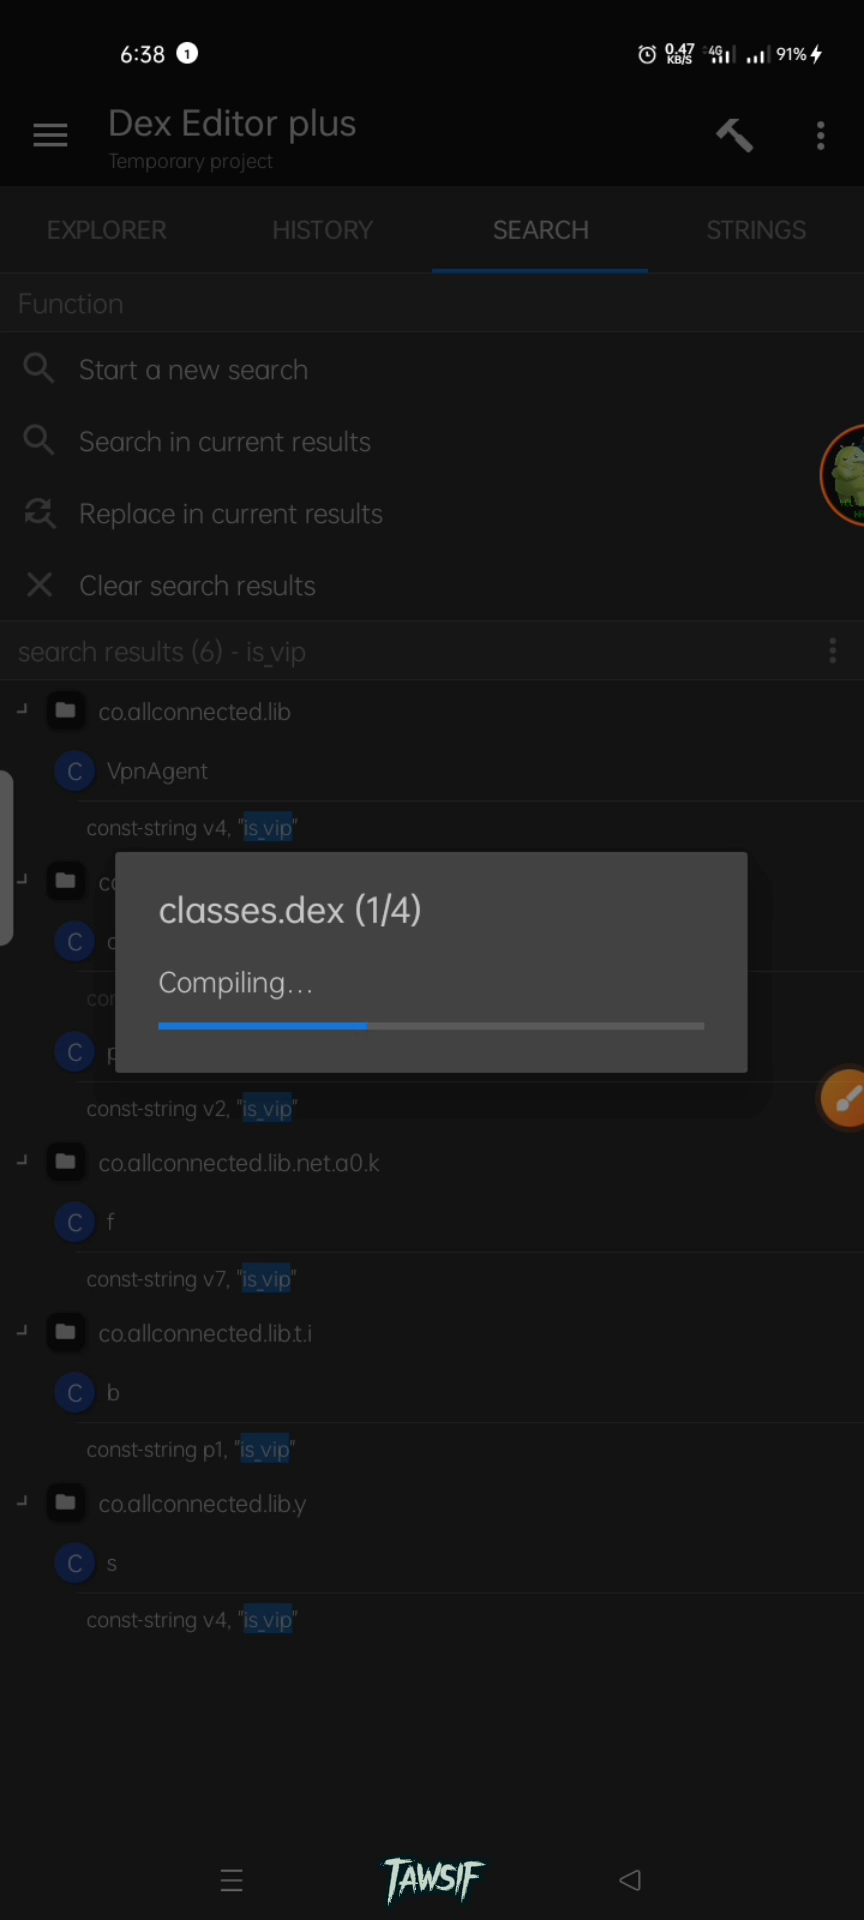 6:38 1 0.47 KB/S 4G 91%
Dex Editor plus
Temporary project
EXPLORER HISTORY SEARCH STRINGS
Function
Start a new search
Search in current results
Replace in current results
Clear search results
search results (6) - is_vip
co.allconnected.lib
C VpnAgent
const-string v4, "is_vip"
classes.dex (1/4)
C
Compiling...
C
const-string v2, "is_vip"
co.allconnected.lib.net.a0.k
C f
const-string v7, "is_vip"
co.allconnected.lib.t.i
C b
const-string p1, "is_vip"
co.allconnected.lib.y
C s
const-string v4, "is_vip"
TAWSIF